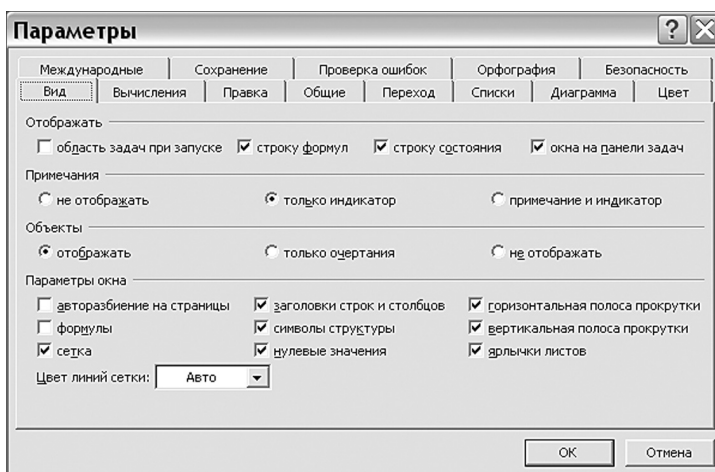 Параметры
Международные Сохранение Проверка ошибок Орфография Безопасность
Вид Вычисления Правка Общие Переход Списки Диаграмма Цвет
Отображать
область задач при запуске строку формул строку состояния окна на панели задач
Примечания
не отображать только индикатор примечание и индикатор
Объекты
отображать только очертания не отображать
Параметры окна
авторазбиение на страницы заголовки строк и столбцов горизонтальная полоса прокрутки
формулы символы структуры вертикальная полоса прокрутки
сетка нулевые значения ярлычки листов
Цвет линий сетки: Авто
ОК Отмена